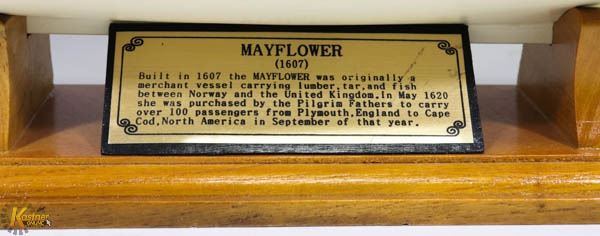 MAYFLOWER
(1607)
Built in 1607 the MAYFLOWER was originally a
merchant vessel carrying lumber,tar,and fish
between Norway and the United Kingdom.In May 1620
she was purchased by the Pilgrim Fathers to carry
over 100 passengers from Plymouth,England to Cape
Cod,North America in September of that year.
Kastner
ONLINE